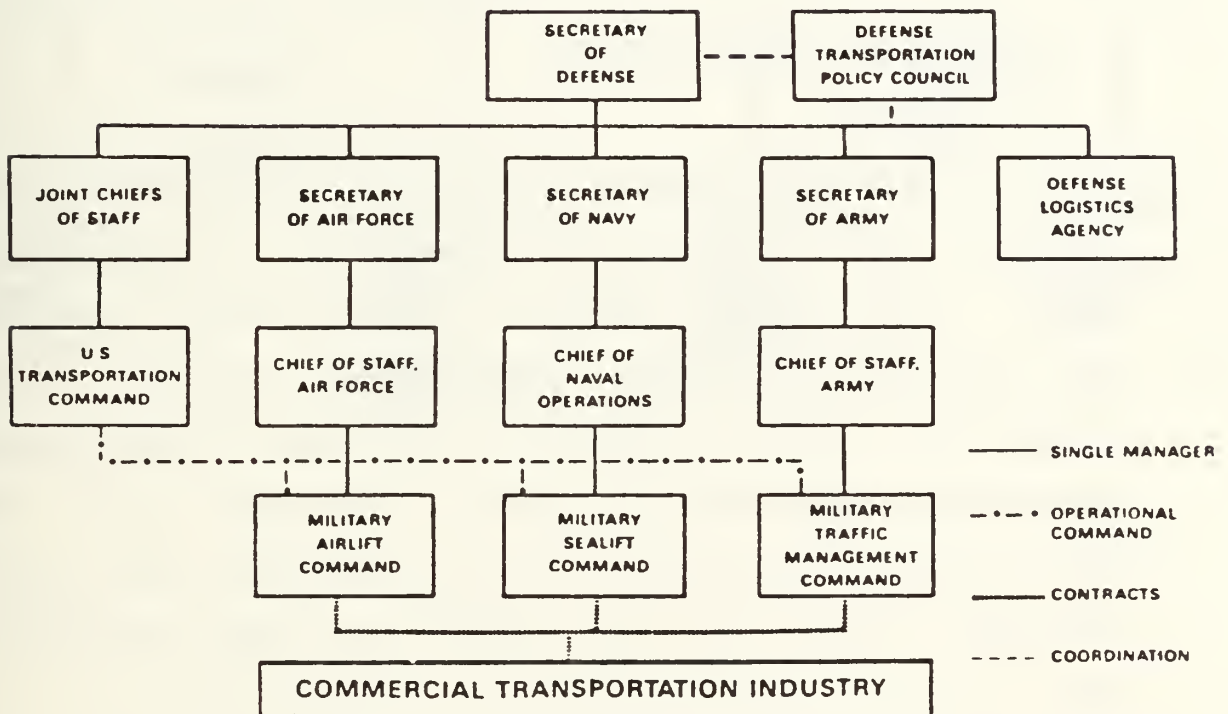 SECRETARY
OF
DEFENSE
DEFENSE
TRANSPORTATION
POLICY COUNCIL
JOINT CHIEFS
OF STAFF
SECRETARY
OF AIR FORCE
SECRETARY
OF NAVY
SECRETARY
OF ARMY
DEFENSE
LOGISTICS
AGENCY
U S
TRANSPORTATION
COMMAND
CHIEF OF STAFF,
AIR FORCE
CHIEF OF
NAVAL
OPERATIONS
CHIEF OF STAFF,
ARMY
MILITARY
AIRLIFT
COMMAND
MILITARY
SEALIFT
COMMAND
MILITARY
TRAFFIC
MANAGEMENT
COMMAND
SINGLE MANAGER
OPERATIONAL
COMMAND
CONTRACTS
COORDINATION
COMMERCIAL TRANSPORTATION INDUSTRY